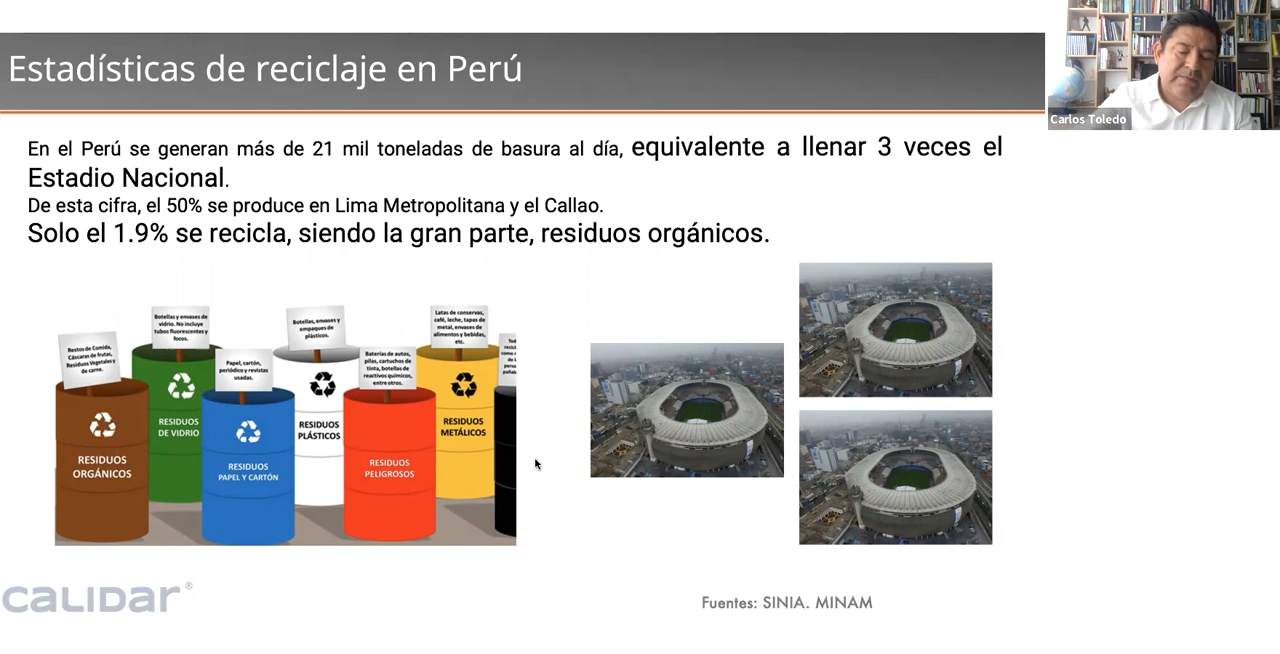 Estadísticas de reciclaje en Perú
Carlos Toledo
En el Perú se generan más de 21 mil toneladas de basura al día, equivalente a llenar 3 veces el
Estadio Nacional.
De esta cifra, el 50% se produce en Lima Metropolitana y el Callao.
Solo el 1.9% se recicla, siendo la gran parte, residuos orgánicos.
Restos de Comida,
Cáscaras de frutas,
Residuos Vegetales y
de carne.
RESIDUOS
ORGÁNICOS
Botellas y envases de
vidrio. No incluye
tubos fluorescentes y
focos.
RESIDUOS
DE VIDRIO
Papel, cartón,
periódico y revistas
usadas.
RESIDUOS
PAPEL Y CARTÓN
Botellas, envases y
empaques de
plásticos.
RESIDUOS
PLÁSTICOS
Baterías de autos,
pilas, cartuchos de
tinta, botellas de
reactivos químicos,
entre otros.
RESIDUOS
PELIGROSOS
Latas de conservas,
café, leche, tapas de
metal, envases de
alimentos y bebidas,
etc.
RESIDUOS
METÁLICOS
CALIDAR®
Fuentes: SINIA. MINAM